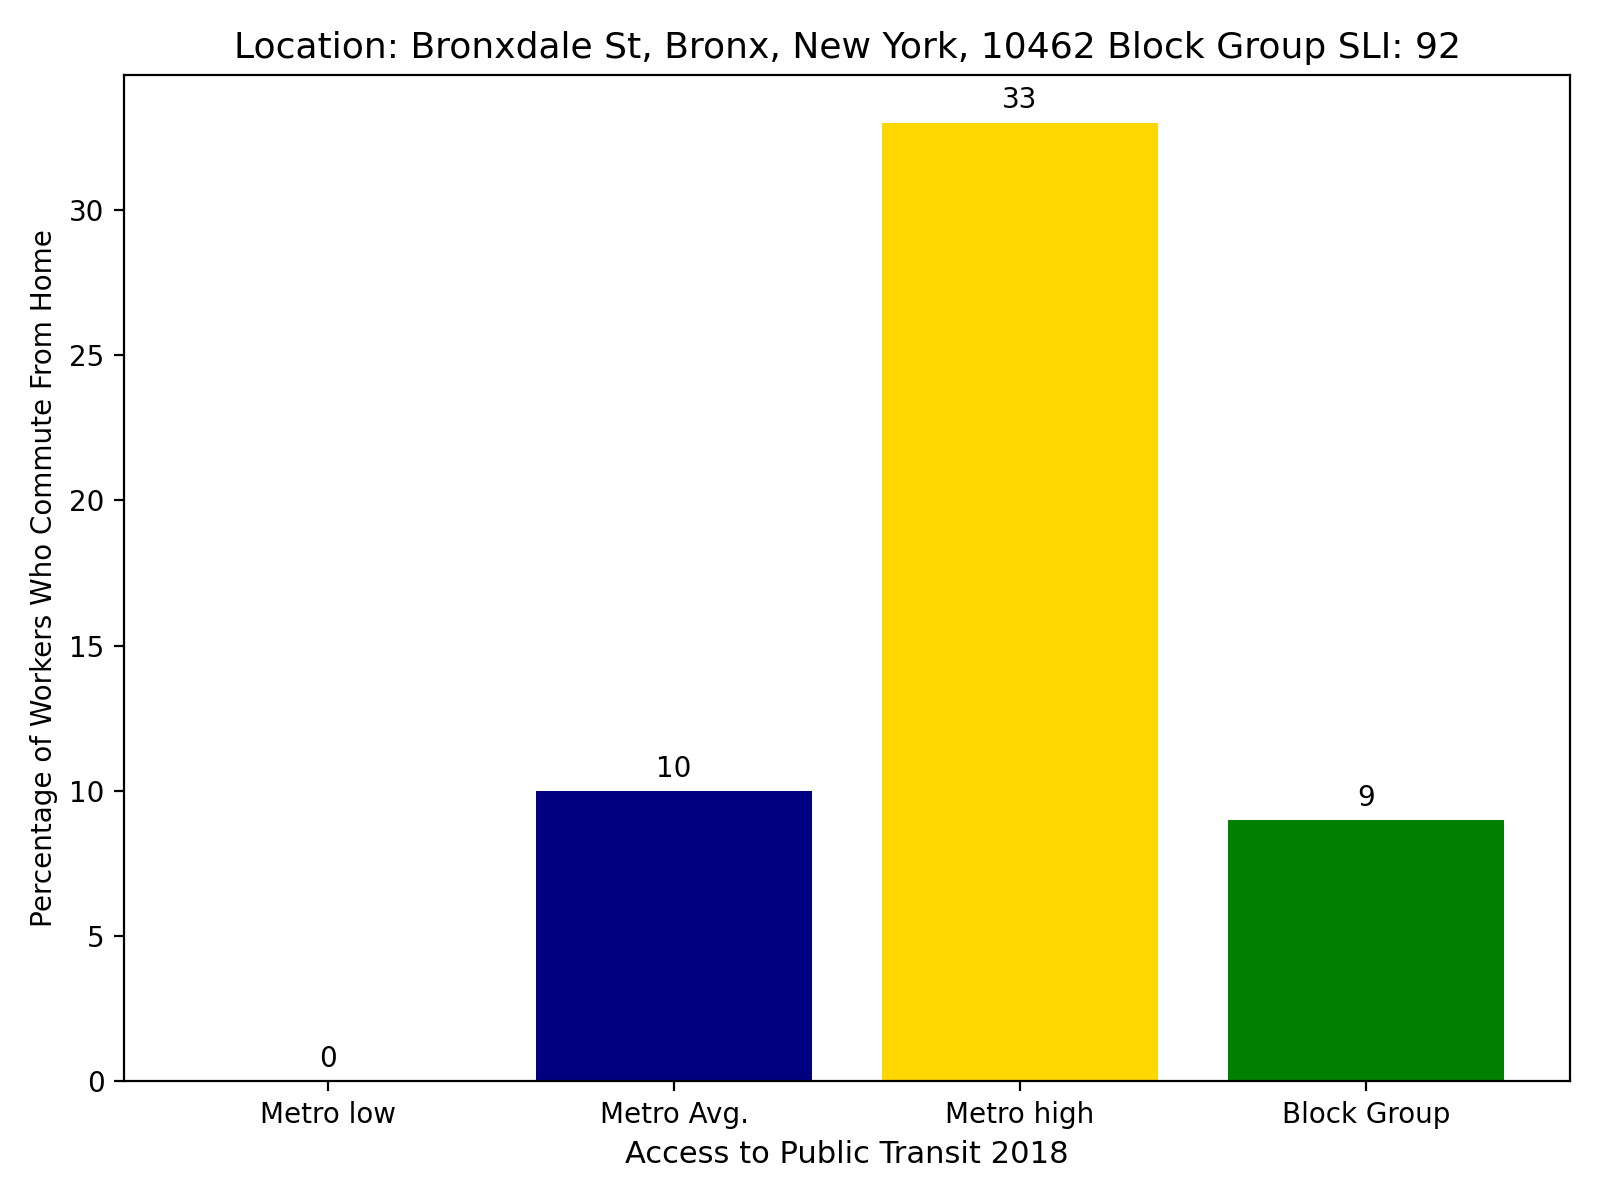 Location: Bronxdale St, Bronx, New York, 10462 Block Group SLI: 92
Percentage of Workers Who Commute From Home
30
25
20
15
10
5
0
0
10
33
9
Metro low
Metro Avg.
Metro high
Block Group
Access to Public Transit 2018